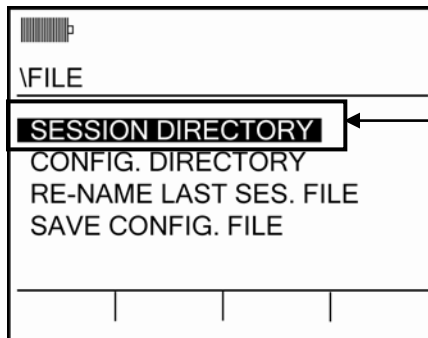 \FILE
SESSION DIRECTORY
CONFIG. DIRECTORY
RE-NAME LAST SES. FILE
SAVE CONFIG. FILE